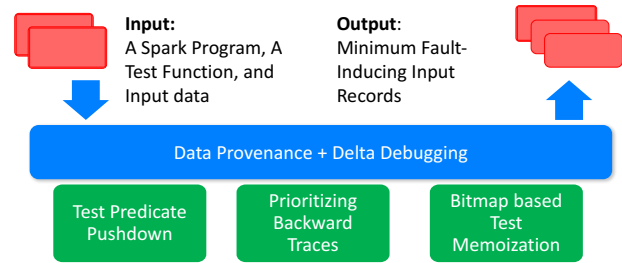 Input:
A Spark Program, A
Test Function, and
Input data
Output:
Minimum Fault-
Inducing Input
Records
Data Provenance + Delta Debugging
Test Predicate
Pushdown
Prioritizing
Backward
Traces
Bitmap based
Test
Memoization